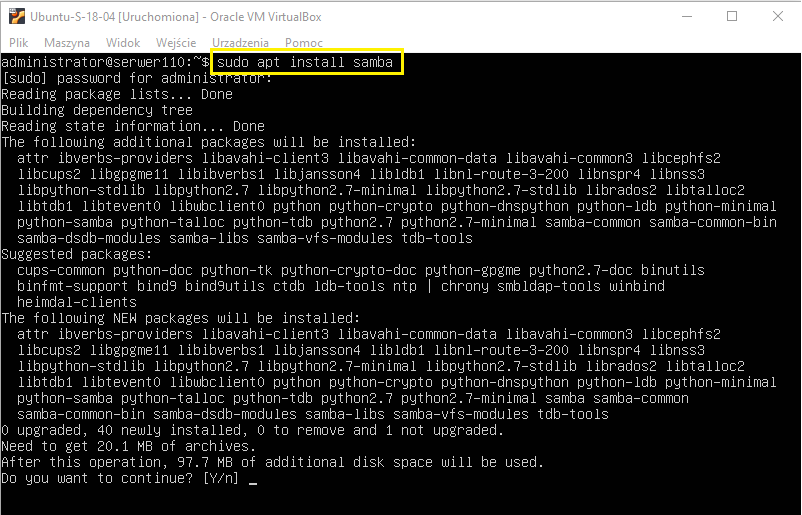 Ubuntu-S-18-04 [Uruchomiona] - Oracle VM VirtualBox
Plik Maszyna Widok Wejście Urządzenia Pomoc
administrator@serwer110:~$ sudo apt install samba
[sudo] password for administrator:
Reading package lists... Done
Building dependency tree
Reading state information... Done
The following additional packages will be installed:
  attr ibverbs-providers libavahi-client3 libavahi-common-data libavahi-common3 libcephfs2
  libcups2 libgpgme11 libibverbs1 libjansson4 libldb1 libnl-route-3-200 libnspr4 libnss3
  libpython-stdlib libpython2.7 libpython2.7-minimal libpython2.7-stdlib librados2 libtalloc2
  libtdb1 libtevent0 libwbclient0 python python-crypto python-dnspython python-ldb python-minimal
  python-samba python-talloc python-tdb python2.7 python2.7-minimal samba-common samba-common-bin
  samba-dsdb-modules samba-libs samba-vfs-modules tdb-tools
Suggested packages:
  cups-common python-doc python-tk python-crypto-doc python-gpgme python2.7-doc binutils
  binfmt-support bind9 bind9utils ctdb ldb-tools ntp | chrony smbldap-tools winbind
  heimdal-clients
The following NEW packages will be installed:
  attr ibverbs-providers libavahi-client3 libavahi-common-data libavahi-common3 libcephfs2
  libcups2 libgpgme11 libibverbs1 libjansson4 libldb1 libnl-route-3-200 libnspr4 libnss3
  libpython-stdlib libpython2.7 libpython2.7-minimal libpython2.7-stdlib librados2 libtalloc2
  libtdb1 libtevent0 libwbclient0 python python-crypto python-dnspython python-ldb python-minimal
  python-samba python-talloc python-tdb python2.7 python2.7-minimal samba samba-common
  samba-common-bin samba-dsdb-modules samba-libs samba-vfs-modules tdb-tools
0 upgraded, 40 newly installed, 0 to remove and 1 not upgraded.
Need to get 20.1 MB of archives.
After this operation, 97.7 MB of additional disk space will be used.
Do you want to continue? [Y/n] _